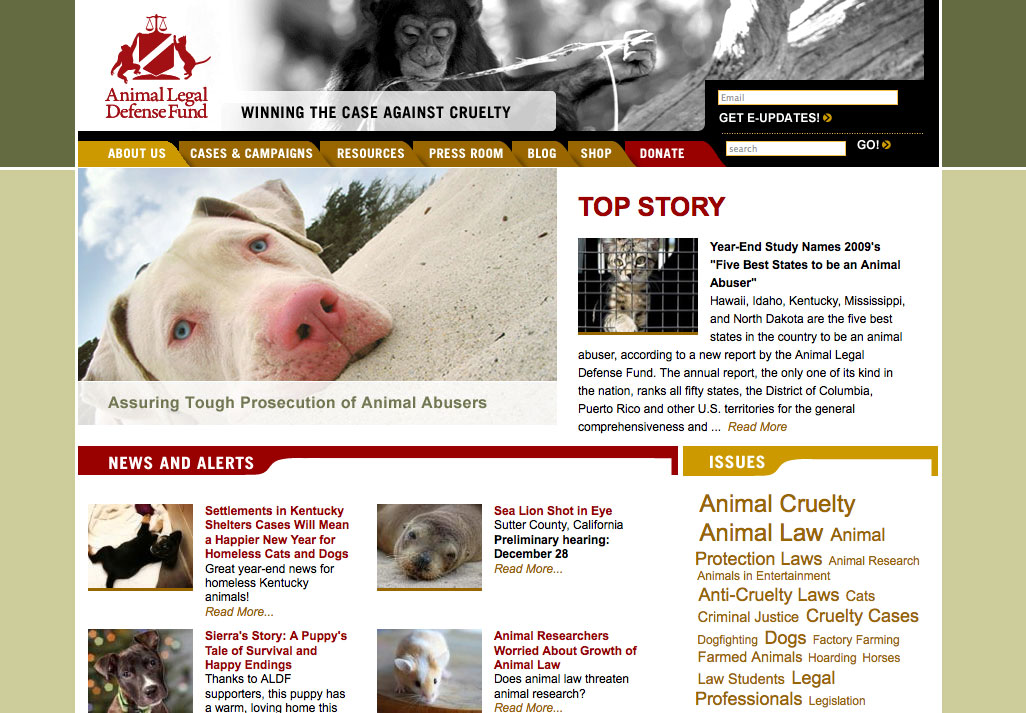 Animal Legal
Defense Fund
WINNING THE CASE AGAINST CRUELTY
Email
GET E-UPDATES!
search
GO!
ABOUT US
CASES & CAMPAIGNS
RESOURCES
PRESS ROOM
BLOG
SHOP
DONATE
Assuring Tough Prosecution of Animal Abusers
TOP STORY
Year-End Study Names 2009's
"Five Best States to be an Animal
Abuser"
Hawaii, Idaho, Kentucky, Mississippi,
and North Dakota are the five best
states in the country to be an animal
abuser, according to a new report by the Animal Legal
Defense Fund. The annual report, the only one of its kind in
the nation, ranks all fifty states, the District of Columbia,
Puerto Rico and other U.S. territories for the general
comprehensiveness and ... Read More
NEWS AND ALERTS
Settlements in Kentucky
Shelters Cases Will Mean
a Happier New Year for
Homeless Cats and Dogs
Great year-end news for
homeless Kentucky
animals!
Read More...
Sea Lion Shot in Eye
Sutter County, California
Preliminary hearing:
December 28
Read More...
Sierra's Story: A Puppy's
Tale of Survival and
Happy Endings
Thanks to ALDF
supporters, this puppy has
a warm, loving home this
Animal Researchers
Worried About Growth of
Animal Law
Does animal law threaten
animal research?
Read More...
ISSUES
Animal Cruelty
Animal Law Animal
Protection Laws Animal Research
Animals in Entertainment
Anti-Cruelty Laws Cats
Criminal Justice Cruelty Cases
Dogfighting Dogs Factory Farming
Farmed Animals Hoarding Horses
Law Students Legal
Professionals Legislation